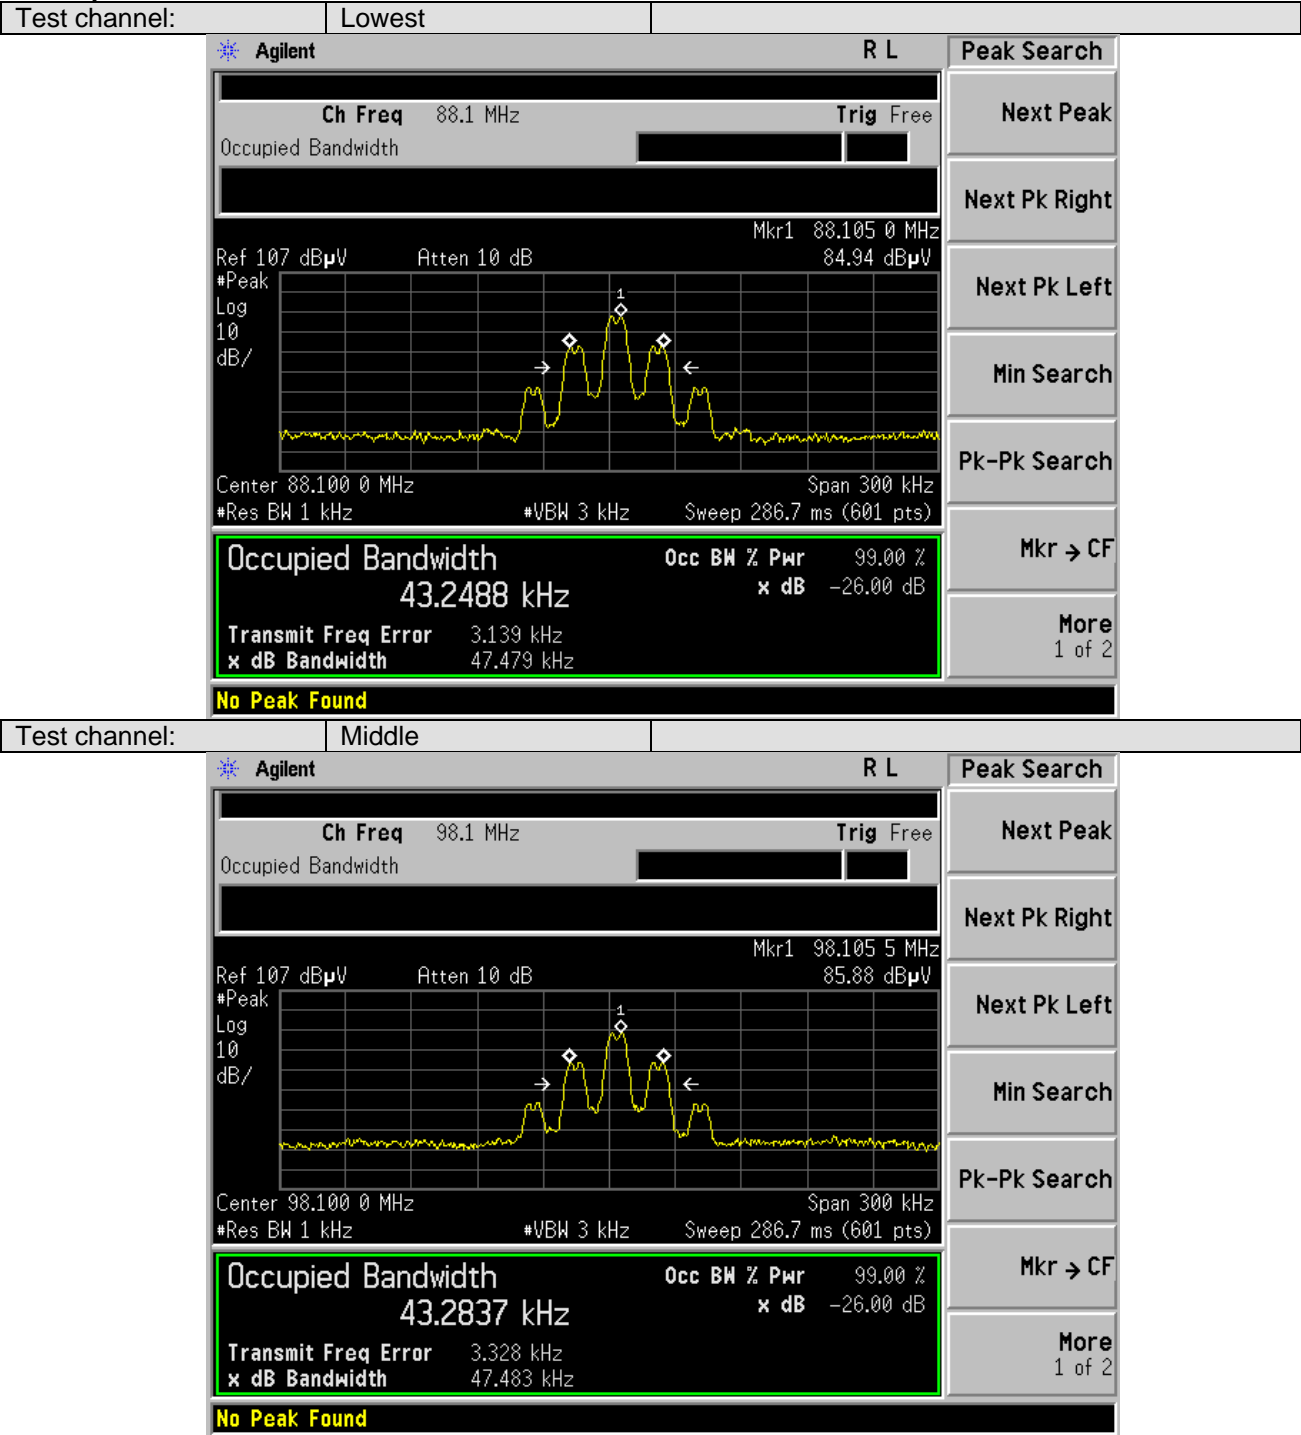 Test channel: Lowest
Agilent R L Peak Search
Ch Freq 88.1 MHz Trig Free
Occupied Bandwidth
Next Peak
Next Pk Right
Mkr1 88.105 0 MHz
Ref 107 dBµV Atten 10 dB 84.94 dBµV
#Peak
Log
10
dB/
1
Next Pk Left
Min Search
Pk-Pk Search
Center 88.100 0 MHz Span 300 kHz
#Res BW 1 kHz #VBW 3 kHz Sweep 286.7 ms (601 pts)
Occupied Bandwidth Occ BW % Pwr 99.00 %
43.2488 kHz x dB -26.00 dB
Mkr → CF
Transmit Freq Error 3.139 kHz
x dB Bandwidth 47.479 kHz
More
1 of 2
No Peak Found
Test channel: Middle
Agilent R L Peak Search
Ch Freq 98.1 MHz Trig Free
Occupied Bandwidth
Next Peak
Next Pk Right
Mkr1 98.105 5 MHz
Ref 107 dBµV Atten 10 dB 85.88 dBµV
#Peak
Log
10
dB/
1
Next Pk Left
Min Search
Pk-Pk Search
Center 98.100 0 MHz Span 300 kHz
#Res BW 1 kHz #VBW 3 kHz Sweep 286.7 ms (601 pts)
Occupied Bandwidth Occ BW % Pwr 99.00 %
43.2837 kHz x dB -26.00 dB
Mkr → CF
Transmit Freq Error 3.328 kHz
x dB Bandwidth 47.483 kHz
More
1 of 2
No Peak Found